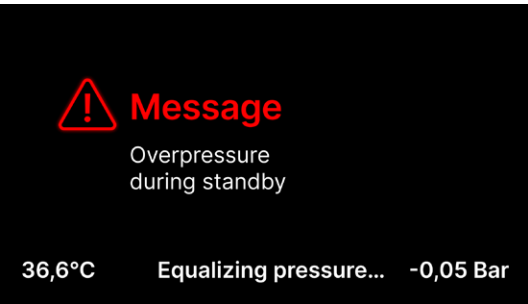 Message
Overpressure
during standby
36,6°C Equalizing pressure... -0,05 Bar